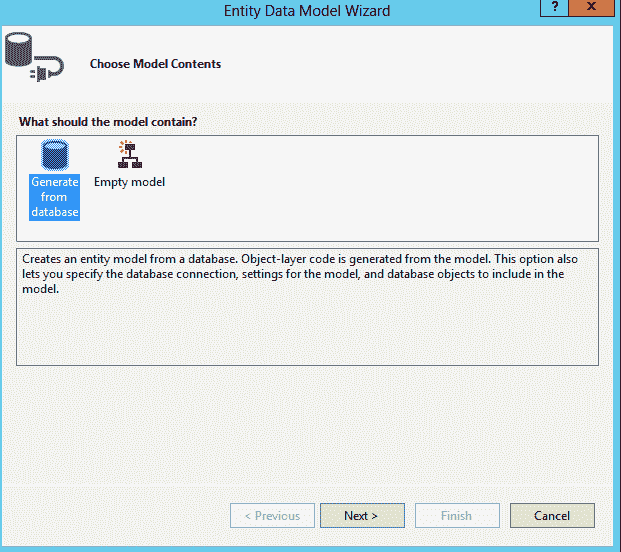 Entity Data Model Wizard
? x
Choose Model Contents
What should the model contain?
Generate
from
database
Empty model
Creates an entity model from a database. Object-layer code is generated from the model. This option also
lets you specify the database connection, settings for the model, and database objects to include in the
model.
< Previous
Next >
Finish
Cancel